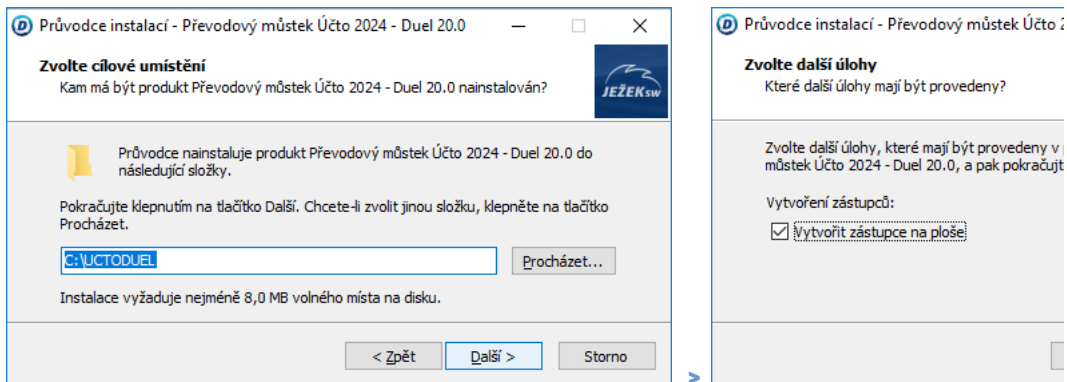 Průvodce instalací - Převodový můstek Účto 2024 - Duel 20.0
Zvolte cílové umístění
Kam má být produkt Převodový můstek Účto 2024 - Duel 20.0 nainstalován?
JEŽEKSW
Průvodce nainstaluje produkt Převodový můstek Účto 2024 - Duel 20.0 do
následující složky.
Pokračujte klepnutím na tlačítko Další. Chcete-li zvolit jinou složku, klepněte na tlačítko
Procházet.
C:\UCTODUEL
Procházet...
Instalace vyžaduje nejméně 8,0 MB volného místa na disku.
< Zpět
Další >
Storno
>
Průvodce instalací - Převodový můstek Účto
Zvolte další úlohy
Které další úlohy mají být provedeny?
Zvolte další úlohy, které mají být provedeny v
můstek Účto 2024 - Duel 20.0, a pak pokračujt
Vytvoření zástupců:
Vytvořit zástupce na ploše